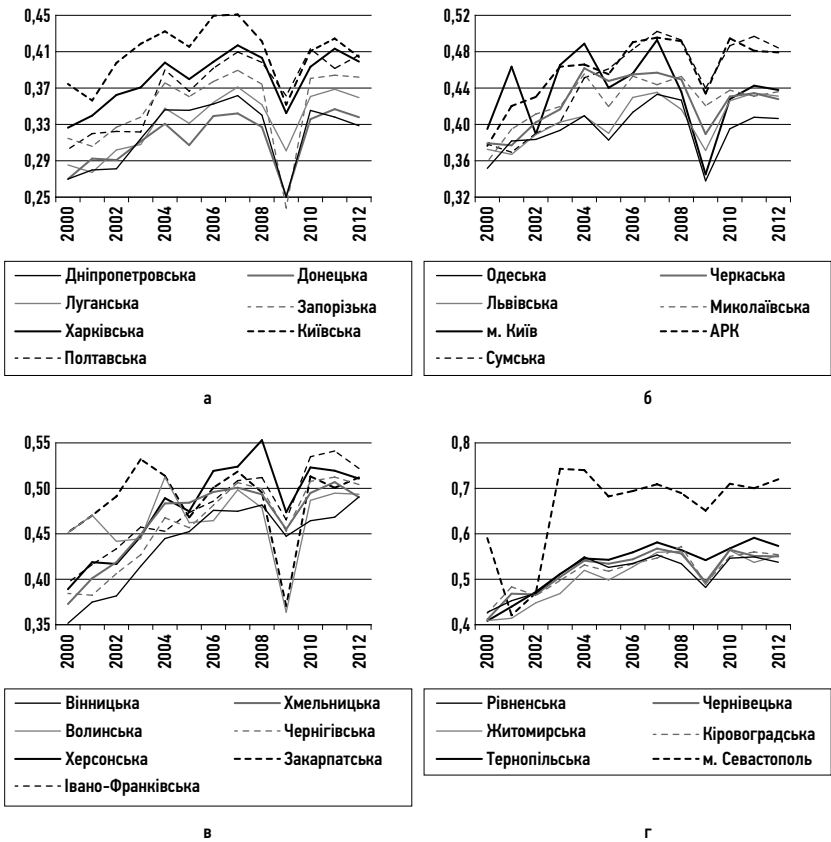 0,45
0,41
0,37
0,33
0,29
0,25
2000
2002
2004
2006
2008
2010
2012
Дніпропетровська Донецька
Луганська Запорізька
Харківська Київська
Полтавська
а
0,52
0,48
0,44
0,40
0,36
0,32
2000
2002
2004
2006
2008
2010
2012
Одеська Черкаська
Львівська Миколаївська
м. Київ АРК
Сумська
б
0,55
0,50
0,45
0,40
0,35
2000
2002
2004
2006
2008
2010
2012
Вінницька Хмельницька
Волинська Чернігівська
Херсонська Закарпатська
Івано-Франківська
в
0,8
0,7
0,6
0,5
0,4
2000
2002
2004
2006
2008
2010
2012
Рівненська Чернівецька
Житомирська Кіровоградська
Тернопільська м. Севастополь
г